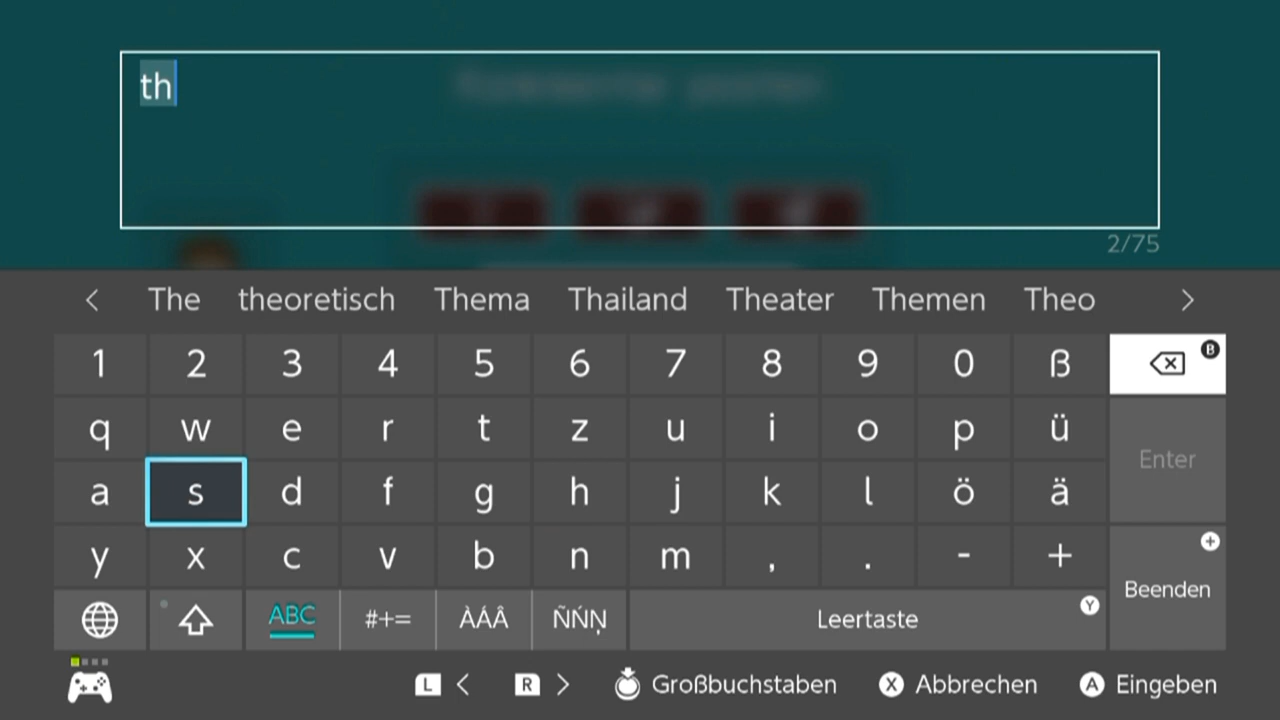 th
2/75
The theoretisch Thema Thailand Theater Themen Theo
1 2 3 4 5 6 7 8 9 0 ß B
q w e r t z u i o p ü
Enter
a s d f g h j k l ö ä
y x c v b n m , . - +
Beenden
ABC #+= ÀÁÂ ÑŃŅ Leertaste Y
L R Großbuchstaben X Abbrechen A Eingeben